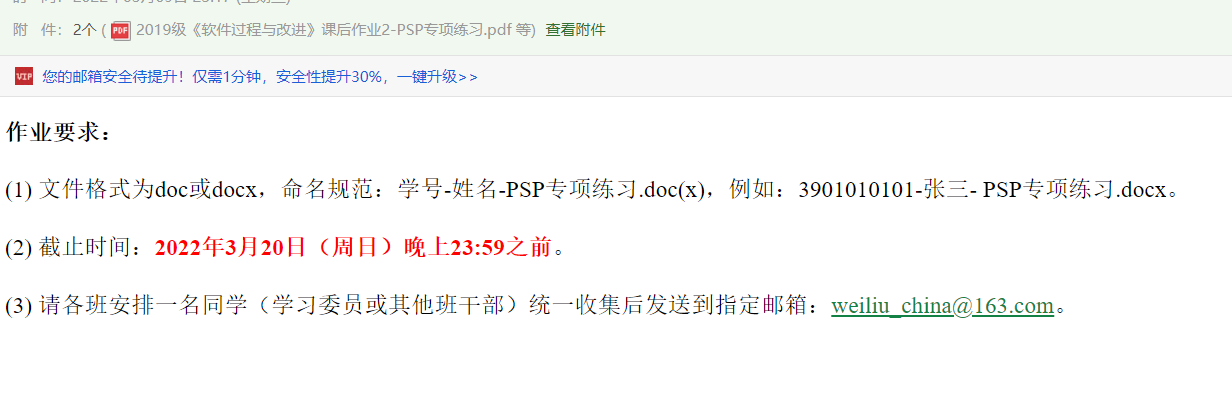 附 件： 2个 ( PDF 2019级《软件过程与改进》课后作业2-PSP专项练习.pdf 等) 查看附件
VIP 您的邮箱安全待提升！仅需1分钟，安全性提升30%，一键升级>>
作业要求：
(1) 文件格式为doc或docx，命名规范：学号-姓名-PSP专项练习.doc(x)，例如：3901010101-张三- PSP专项练习.docx。
(2) 截止时间：2022年3月20日（周日）晚上23:59之前。
(3) 请各班安排一名同学（学习委员或其他班干部）统一收集后发送到指定邮箱：weiliu_china@163.com。